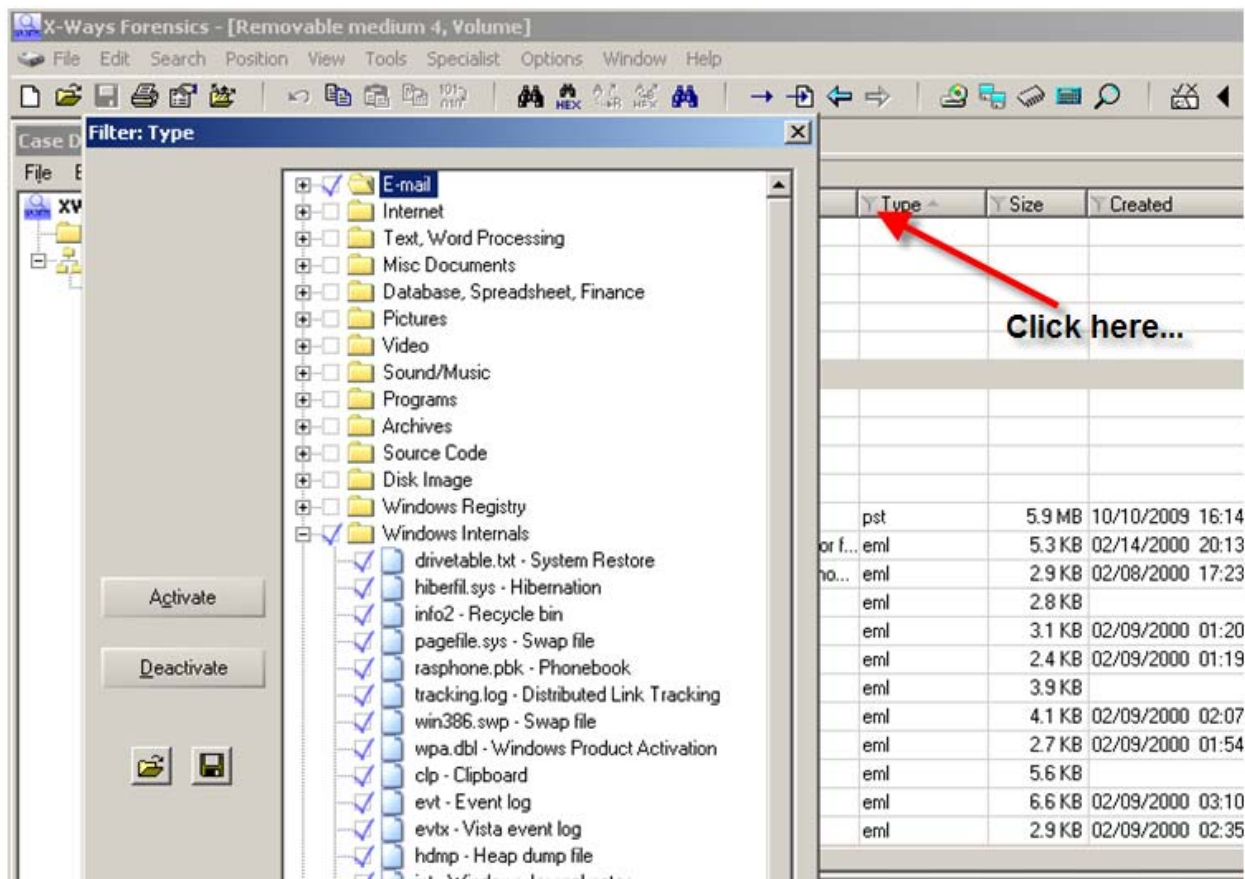 X-Ways Forensics - [Removable medium 4, Volume]
File Edit Search Position View Tools Specialist Options Window Help
HEX
Case D
Filter: Type
File E
XW
E-mail
Internet
Text, Word Processing
Misc Documents
Database, Spreadsheet, Finance
Pictures
Video
Sound/Music
Programs
Archives
Source Code
Disk Image
Windows Registry
Windows Internals
drivetable.txt - System Restore
hiberfil.sys - Hibernation
info2 - Recycle bin
pagefile.sys - Swap file
rasphone.pbk - Phonebook
tracking.log - Distributed Link Tracking
win386.swp - Swap file
wpa.dbl - Windows Product Activation
clp - Clipboard
evt - Event log
evtx - Vista event log
hdmp - Heap dump file
Activate
Deactivate
Type Size Created
Click here...
pst 5.9 MB 10/10/2009 16:14
or f... eml 5.3 KB 02/14/2000 20:13
no... eml 2.9 KB 02/08/2000 17:23
eml 2.8 KB
eml 3.1 KB 02/09/2000 01:20
eml 2.4 KB 02/09/2000 01:19
eml 3.9 KB
eml 4.1 KB 02/09/2000 02:07
eml 2.7 KB 02/09/2000 01:54
eml 5.6 KB
eml 6.6 KB 02/09/2000 03:10
eml 2.9 KB 02/09/2000 02:35